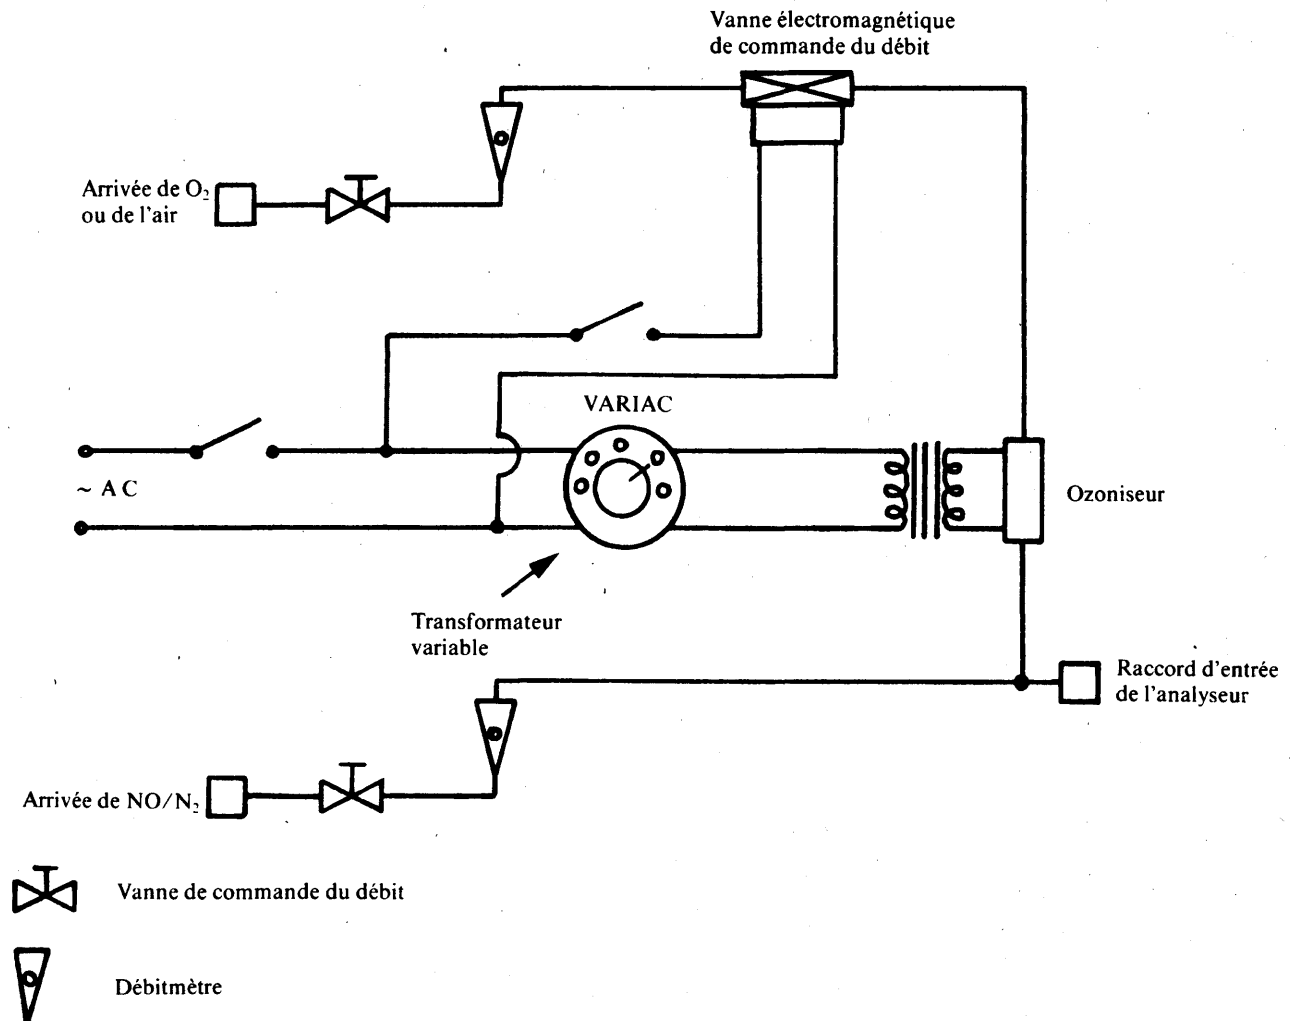 Vanne électromagnétique
de commande du débit
Arrivée de O₂
ou de l'air
VARIAC
~ AC
Ozoniseur
Transformateur
variable
Raccord d'entrée
de l'analyseur
Arrivée de NO/N₂
Vanne de commande du débit
Débitmètre